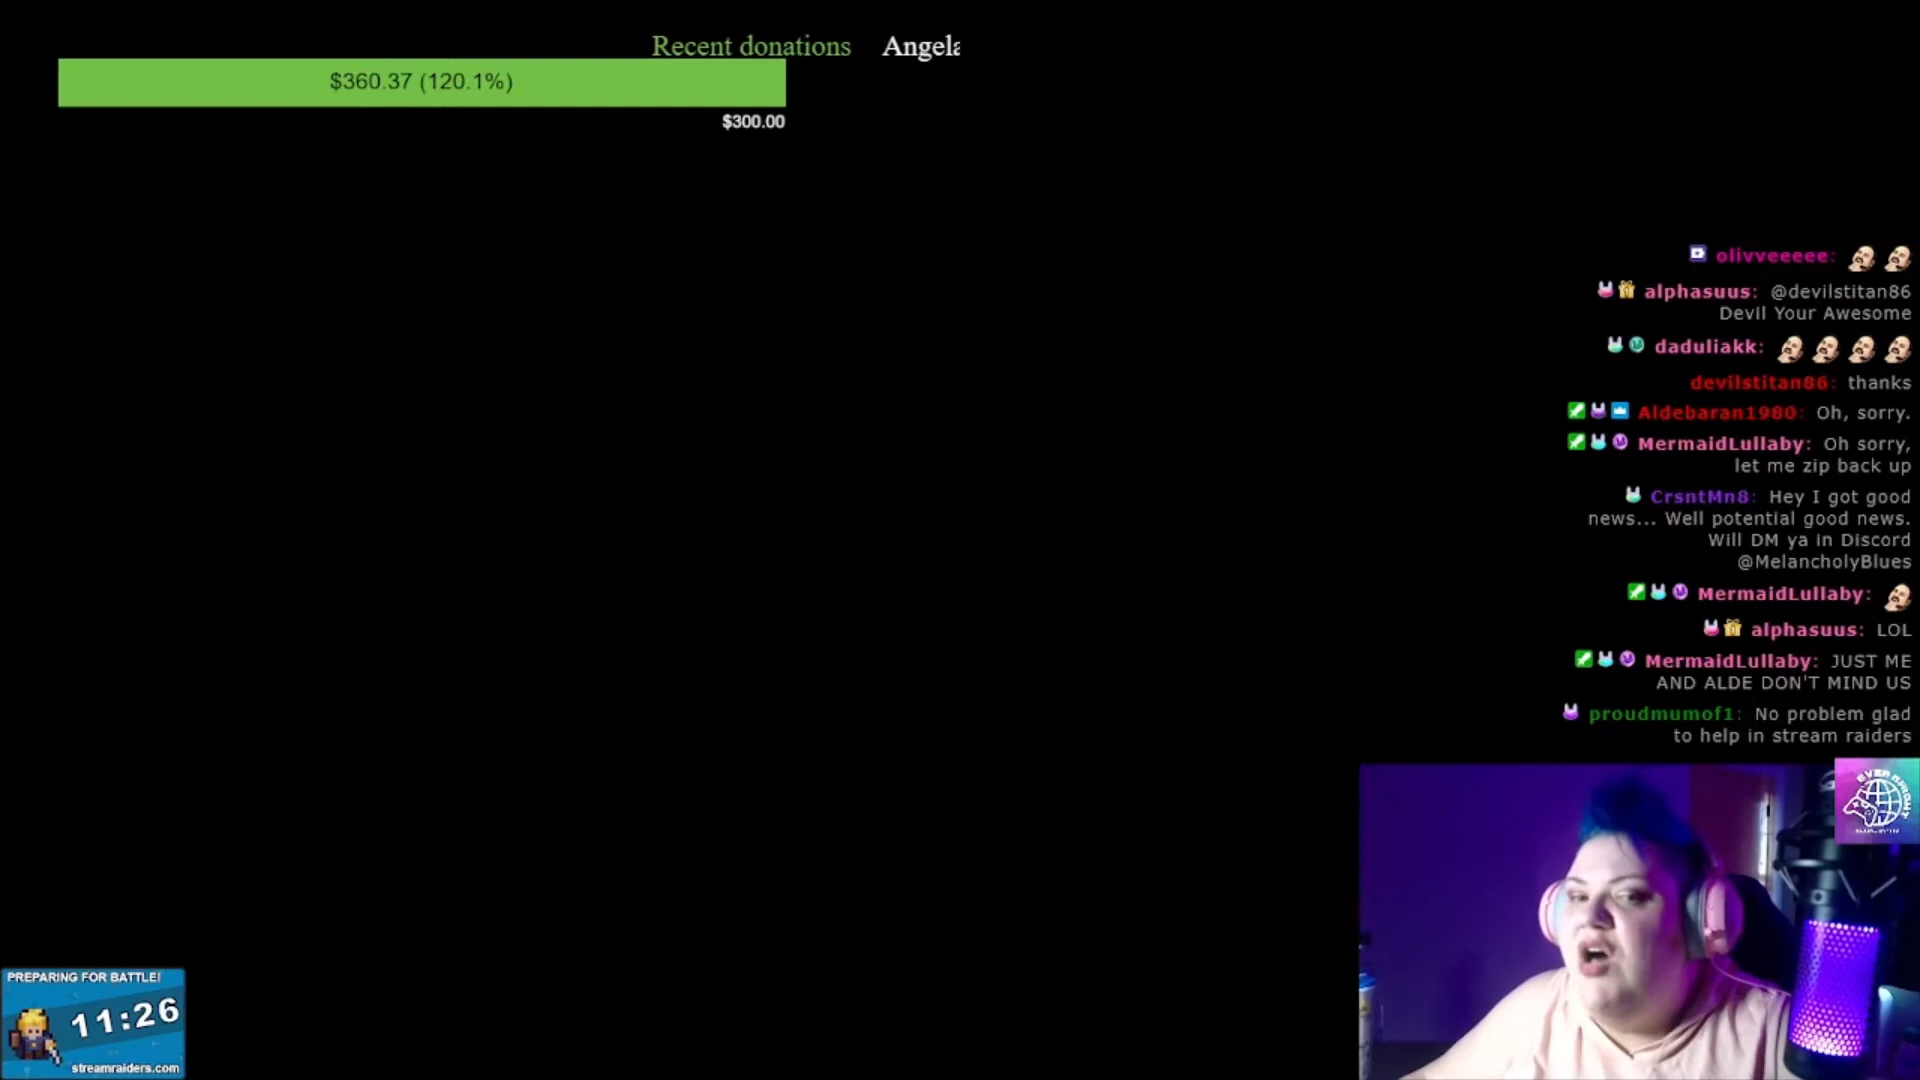 Recent donations Angela
$360.37 (120.1%)
$300.00
olivveeeee:
alphasuus: @devilstitan86
Devil Your Awesome
daduliakk:
devilstitan86: thanks
Aldebaran1980: Oh, sorry.
MermaidLullaby: Oh sorry,
let me zip back up
CrsntMn8: Hey I got good
news... Well potential good news.
Will DM ya in Discord
@MelancholyBlues
MermaidLullaby:
alphasuus: LOL
MermaidLullaby: JUST ME
AND ALDE DON'T MIND US
proudmumof1: No problem glad
to help in stream raiders
PREPARING FOR BATTLE!
11:26
streamraiders.com